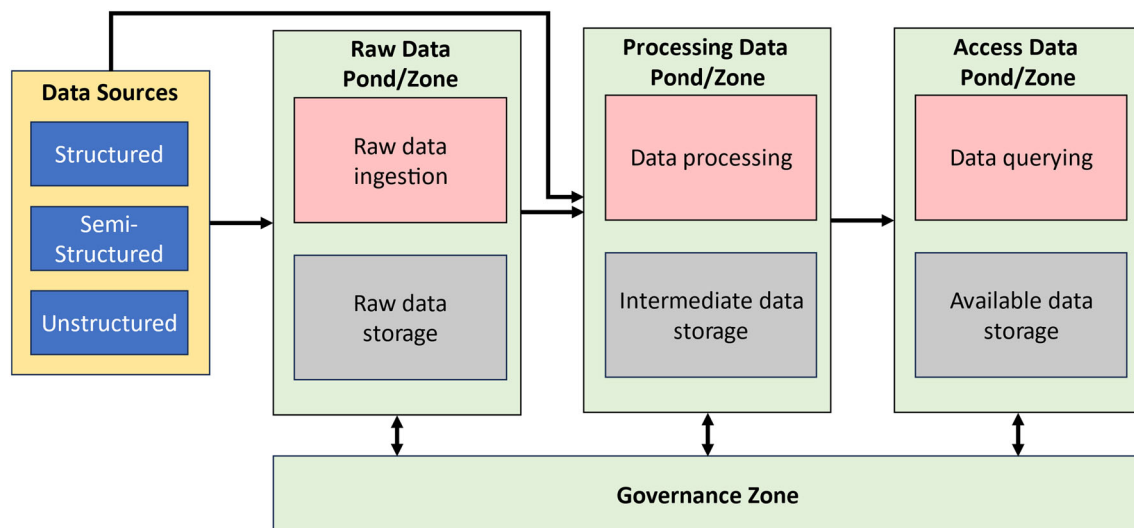 Data Sources
Structured
Semi-
Structured
Unstructured
Raw Data
Pond/Zone
Raw data
ingestion
Raw data
storage
Processing Data
Pond/Zone
Data processing
Intermediate data
storage
Access Data
Pond/Zone
Data querying
Available data
storage
Governance Zone